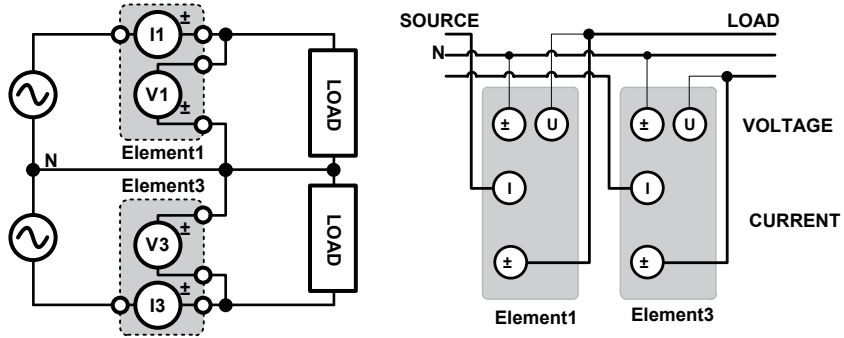 I1
±
V1
±
Element1
LOAD
N
Element3
V3
±
I3
±
LOAD
SOURCE
LOAD
N
±
U
±
U
VOLTAGE
I
I
CURRENT
±
±
Element1
Element3